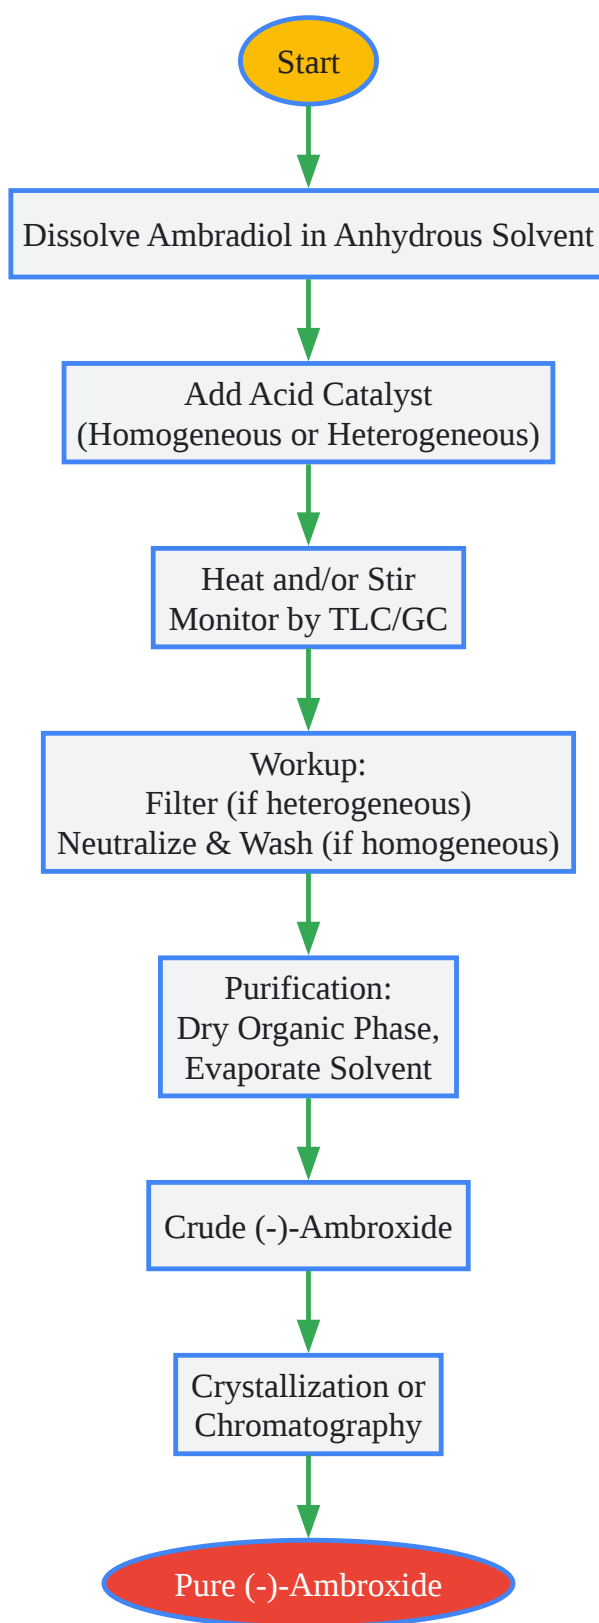 Start
Dissolve Ambradiol in Anhydrous Solvent
Add Acid Catalyst
(Homogeneous or Heterogeneous)
Heat and/or Stir
Monitor by TLC/GC
Workup:
Filter (if heterogeneous)
Neutralize & Wash (if homogeneous)
Purification:
Dry Organic Phase,
Evaporate Solvent
Crude (-)-Ambroxide
Crystallization or
Chromatography
Pure (-)-Ambroxide